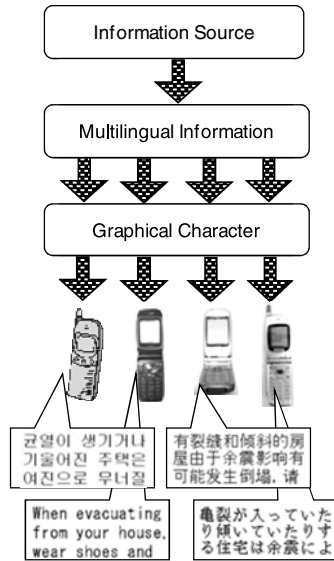 Information Source
Multilingual Information
Graphical Character
균열이 생기거나
기울어진 주택은
여진으로 무너질
有裂缝和倾斜的房
屋由于余震影响有
可能发生倒塌，请
When evacuating
from your house,
wear shoes and
亀裂が入っていた
り傾いていたりす
る住宅は余震によ